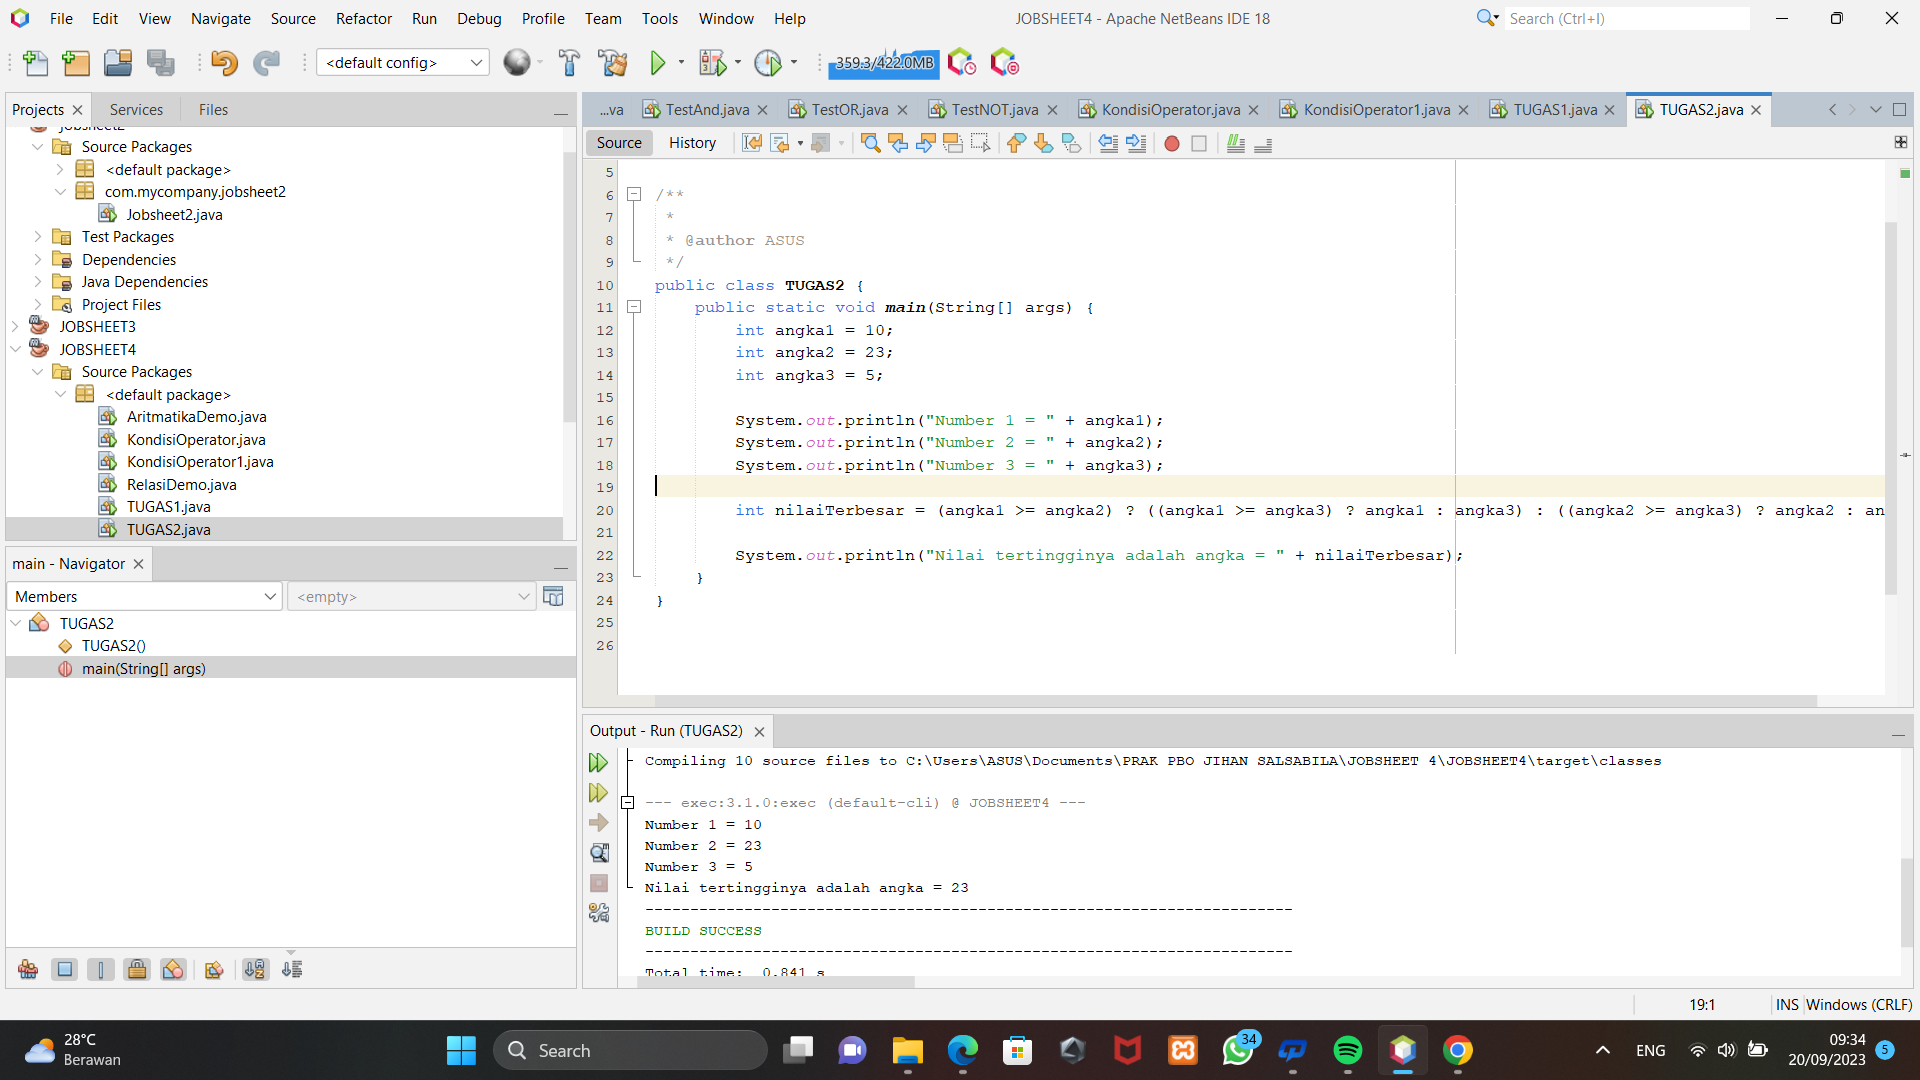 File Edit View Navigate Source Refactor Run Debug Profile Team Tools Window Help
JOBSHEET4 - Apache NetBeans IDE 18
Search (Ctrl+I)
<default config>
359.3/422.0MB
Projects Services Files
Source Packages
<default package>
com.mycompany.jobsheet2
Jobsheet2.java
Test Packages
Dependencies
Java Dependencies
Project Files
JOBSHEET3
JOBSHEET4
Source Packages
<default package>
AritmatikaDemo.java
KondisiOperator.java
KondisiOperator1.java
RelasiDemo.java
TUGAS1.java
TUGAS2.java
main - Navigator
Members
<empty>
TUGAS2
TUGAS2()
main(String[] args)
...va TestAnd.java TestOR.java TestNOT.java KondisiOperator.java KondisiOperator1.java TUGAS1.java TUGAS2.java
Source History
5
6 /**
7 *
8 * @author ASUS
9 */
10 public class TUGAS2 {
11 public static void main(String[] args) {
12 int angka1 = 10;
13 int angka2 = 23;
14 int angka3 = 5;
15
16 System.out.println("Number 1 = " + angka1);
17 System.out.println("Number 2 = " + angka2);
18 System.out.println("Number 3 = " + angka3);
19
20 int nilaiTerbesar = (angka1 >= angka2) ? ((angka1 >= angka3) ? angka1 : angka3) : ((angka2 >= angka3) ? angka2 : an
21
22 System.out.println("Nilai tertingginya adalah angka = " + nilaiTerbesar);
23 }
24 }
25
26
Output - Run (TUGAS2)
Compiling 10 source files to C:\Users\ASUS\Documents\PRAK PBO JIHAN SALSABILA\JOBSHEET 4\JOBSHEET4\target\classes
--- exec:3.1.0:exec (default-cli) @ JOBSHEET4 ---
Number 1 = 10
Number 2 = 23
Number 3 = 5
Nilai tertingginya adalah angka = 23
------------------------------------------------------------------------
BUILD SUCCESS
------------------------------------------------------------------------
Total time: 0.841 s
19:1 INS Windows (CRLF)
28°C
Berawan
Search
34
ENG
09:34
20/09/2023
5